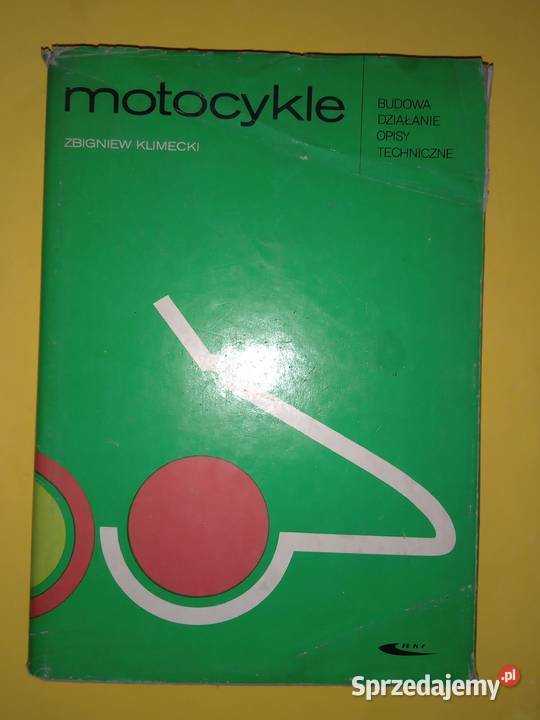 motocykle
ZBIGNIEW KLIMECKI
BUDOWA
DZIAŁANIE
OPISY
TECHNICZNE
Sprzedajemy.pl